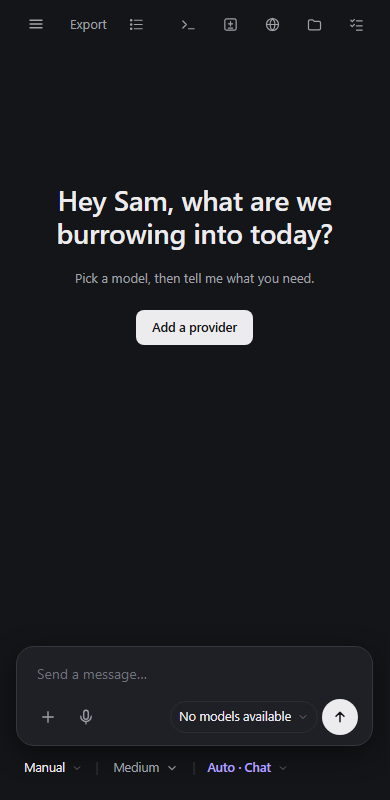 Export
Hey Sam, what are we
burrowing into today?
Pick a model, then tell me what you need.
Add a provider
Send a message...
No models available
Manual
Medium
Auto · Chat